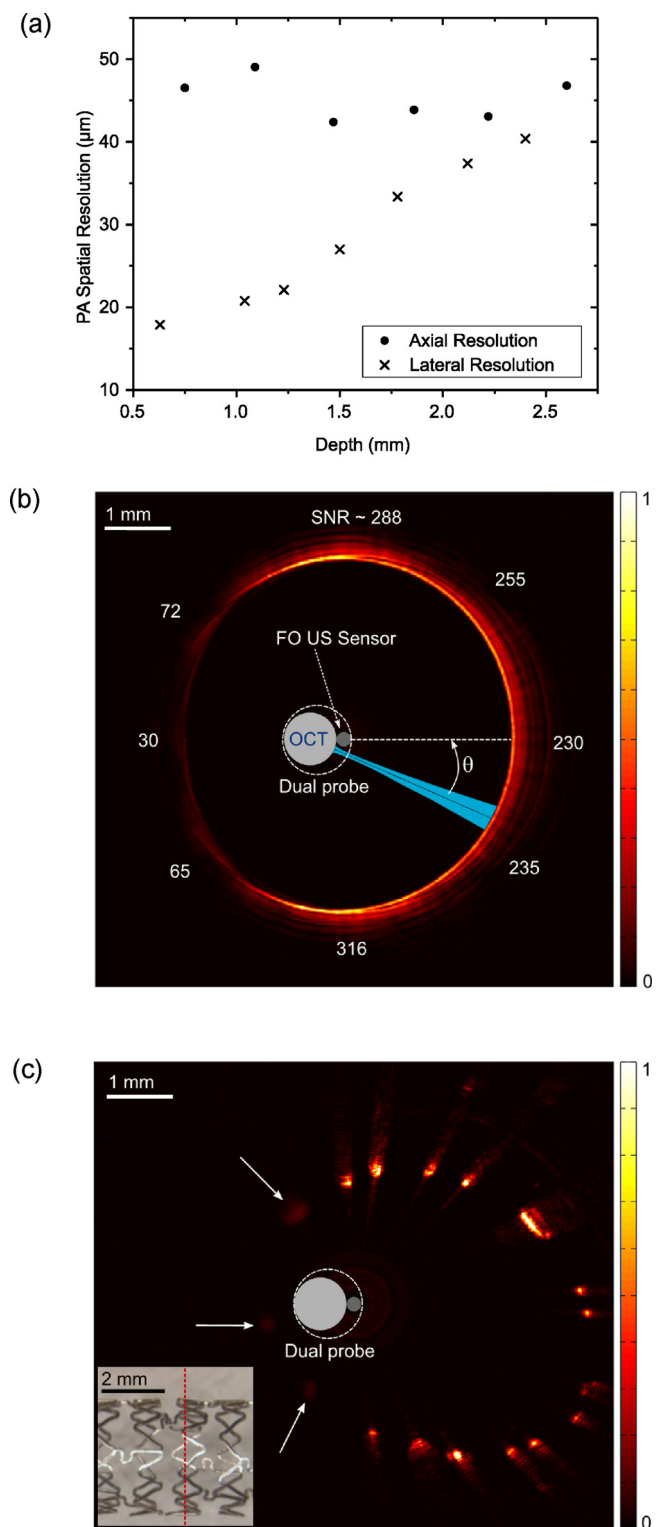 (a)
50
40
30
20
10
PA Spatial Resolution (µm)
Axial Resolution
Lateral Resolution
0.5 1.0 1.5 2.0 2.5
Depth (mm)
(b)
1 mm
SNR ~ 288
1
255
72
FO US Sensor
30
OCT
θ
230
Dual probe
65
235
316
0
(c)
1 mm
1
Dual probe
2 mm
0